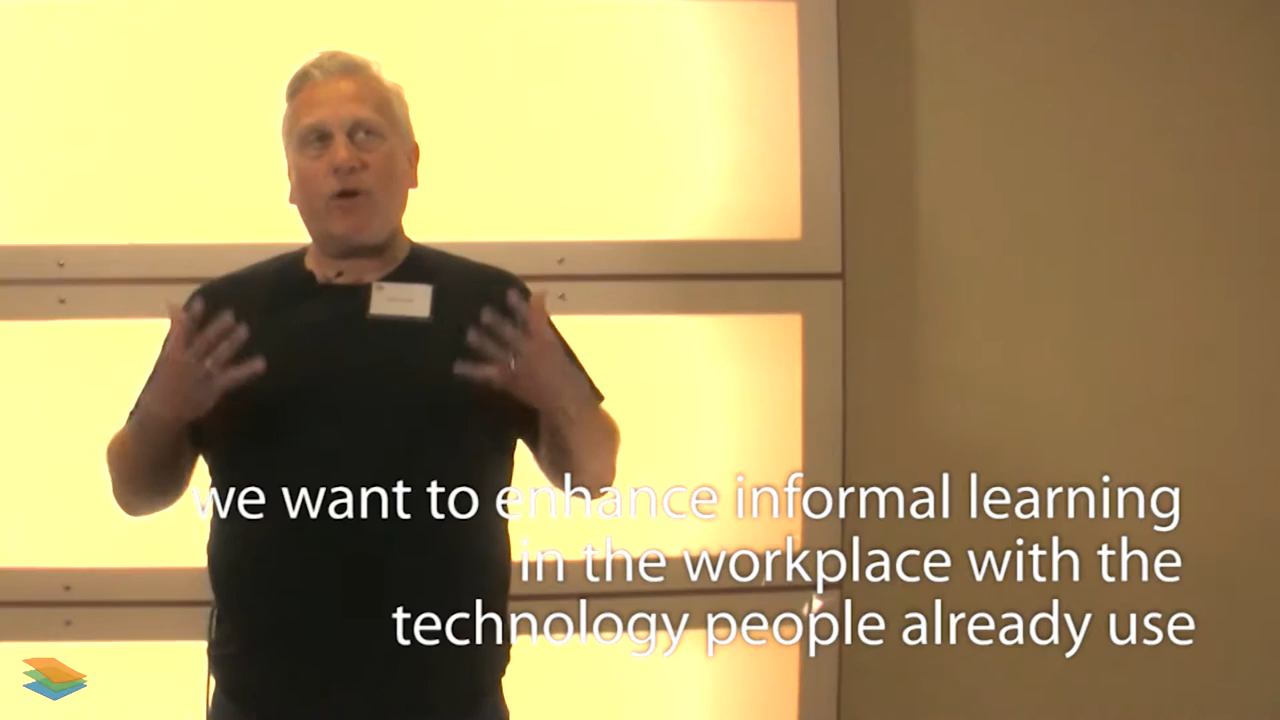 we want to enhance informal learning
in the workplace with the
technology people already use